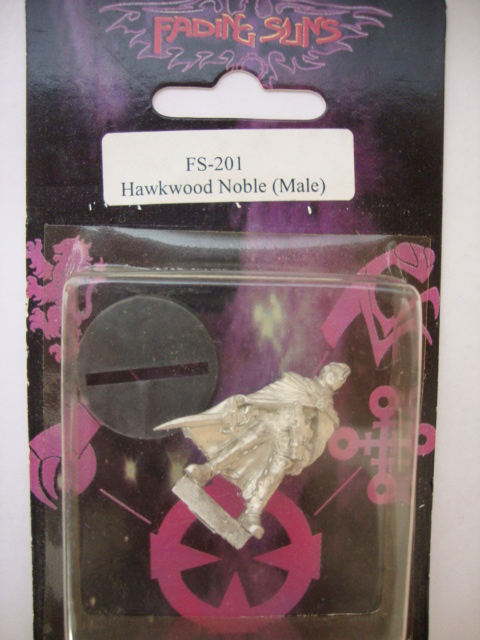 FADING SUNS
FS-201
Hawkwood Noble (Male)